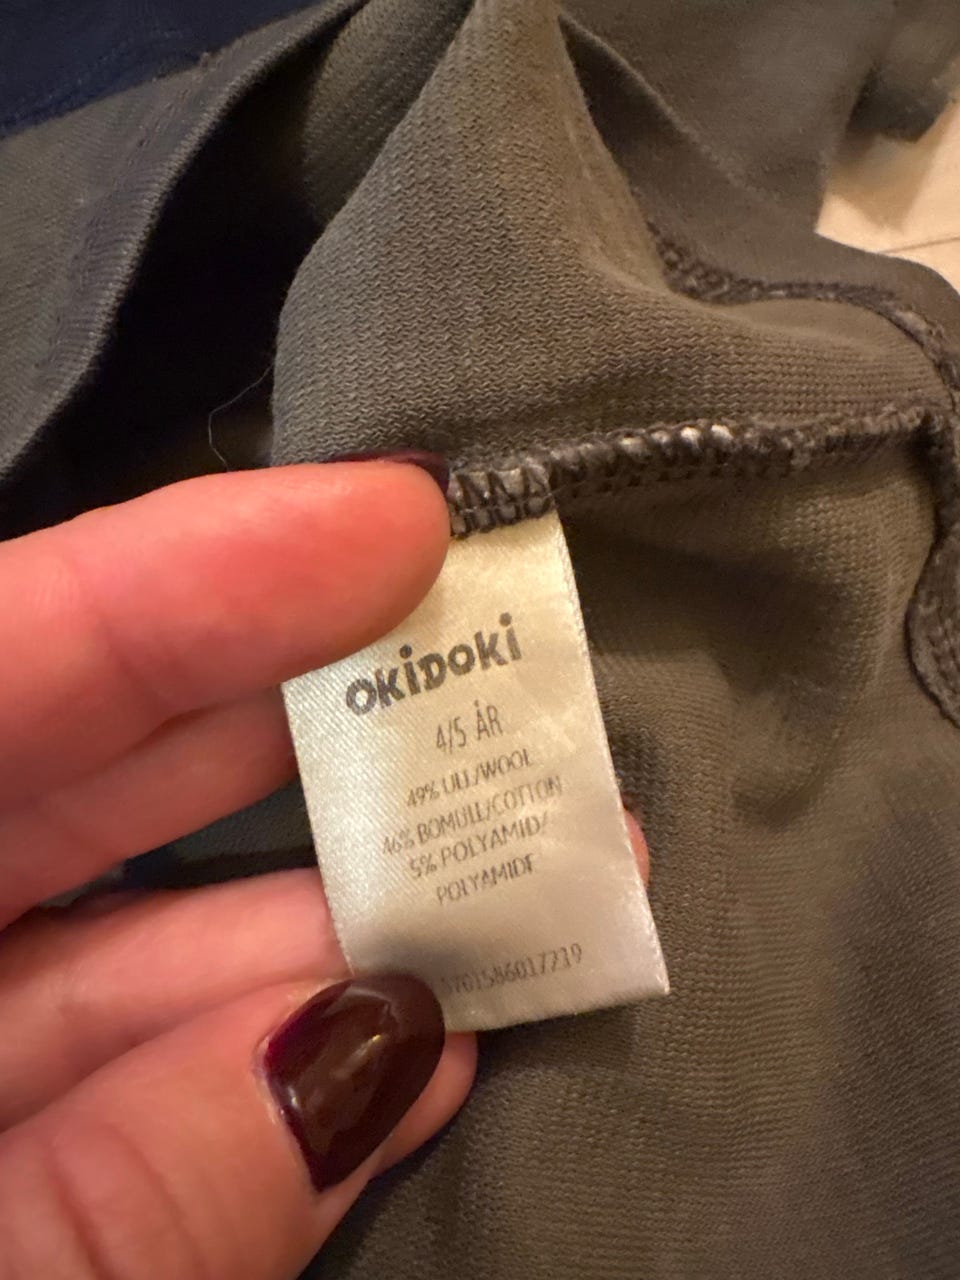 OKiDOKi
4/5 ÅR
49% ULL/WOOL
46% BOMULL/COTTON
5% POLYAMID/
POLYAMIDE